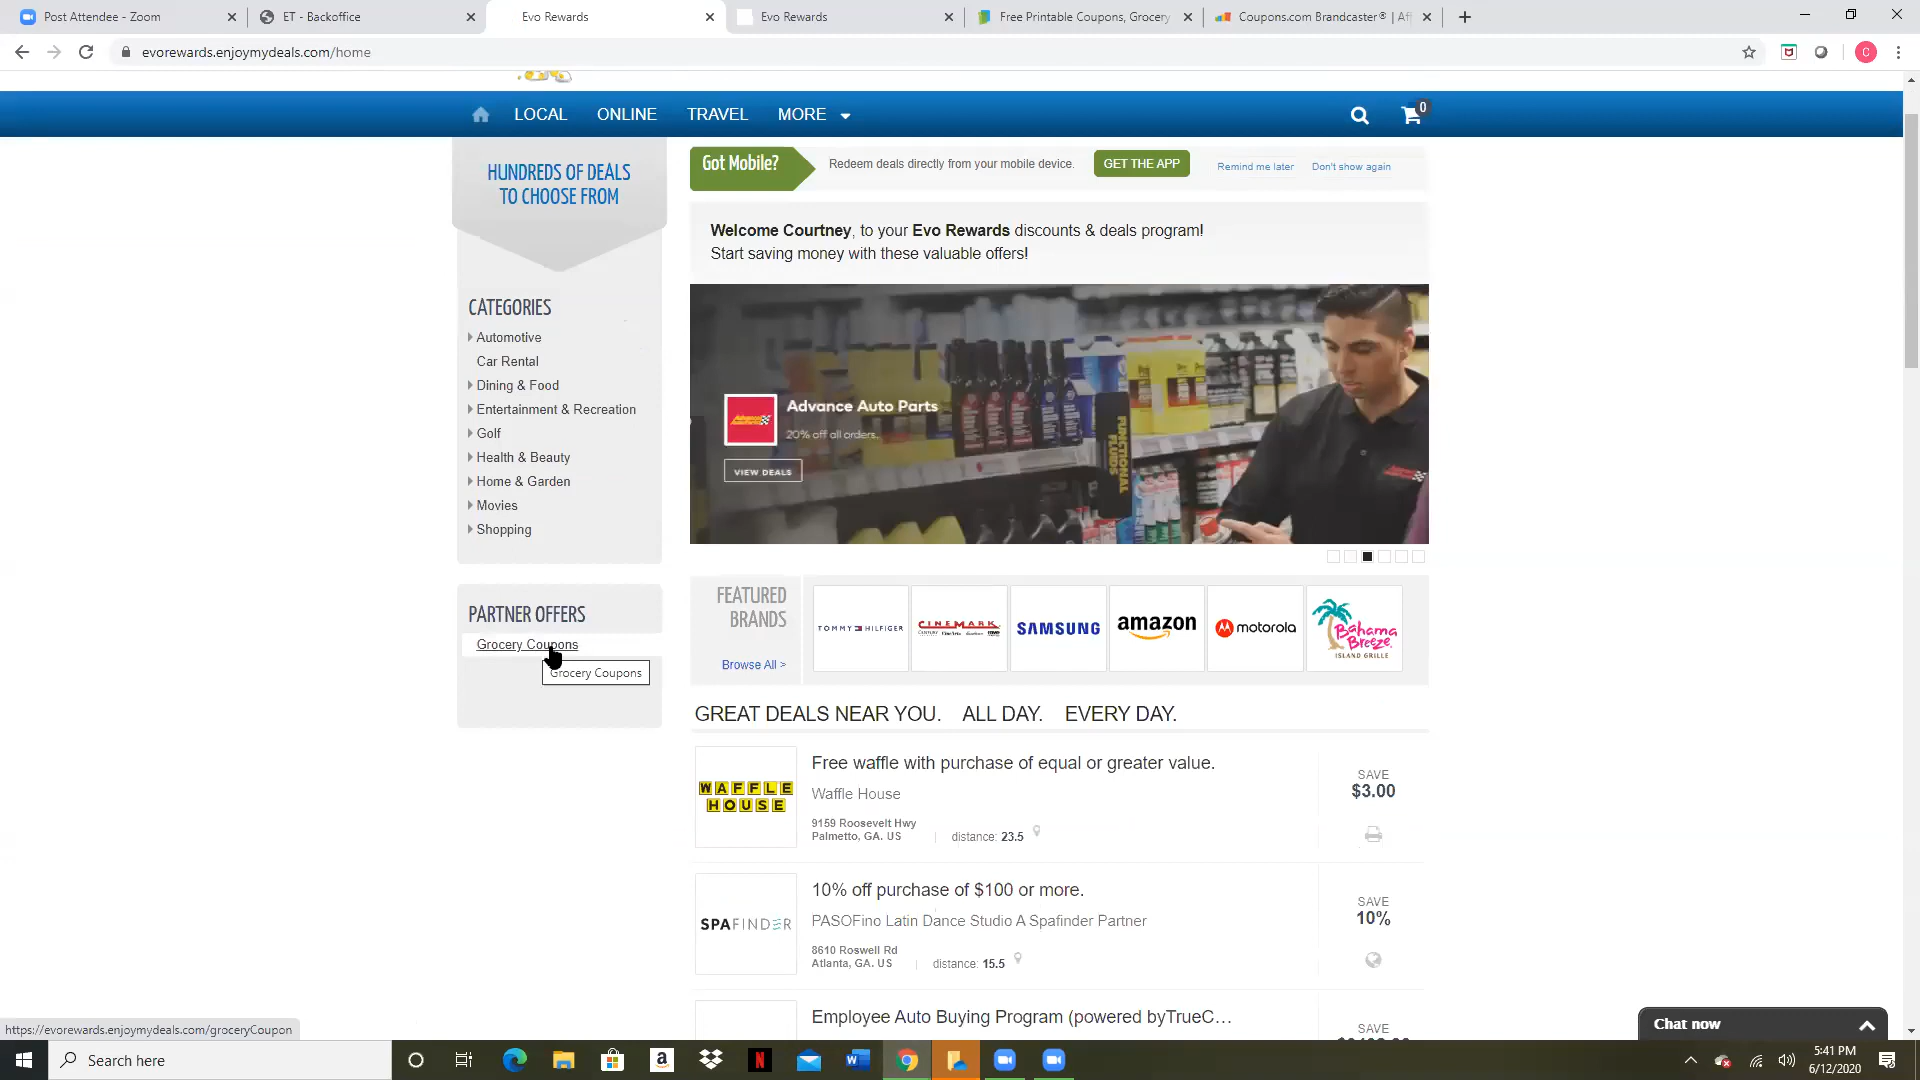 Post Attendee - Zoom
ET - Backoffice
Evo Rewards
Evo Rewards
Free Printable Coupons, Grocery
Coupons.com Brandcaster® | Af
evorewards.enjoymydeals.com/home
C
LOCAL ONLINE TRAVEL MORE
0
HUNDREDS OF DEALS
TO CHOOSE FROM
Got Mobile? Redeem deals directly from your mobile device. GET THE APP Remind me later Don't show again
Welcome Courtney, to your Evo Rewards discounts & deals program!
Start saving money with these valuable offers!
CATEGORIES
Automotive
Car Rental
Dining & Food
Entertainment & Recreation
Golf
Health & Beauty
Home & Garden
Movies
Shopping
Advance Auto Parts
20% off all orders.
VIEW DEALS
FUNCTIONAL
FLUIDS
PARTNER OFFERS
Grocery Coupons
Grocery Coupons
FEATURED
BRANDS
Browse All >
TOMMY HILFIGER
CINEMARK
SAMSUNG
amazon
motorola
Bahama
Breeze
ISLAND GRILLE
GREAT DEALS NEAR YOU. ALL DAY. EVERY DAY.
WAFFLE
HOUSE
Free waffle with purchase of equal or greater value.
Waffle House
9159 Roosevelt Hwy
Palmetto, GA. US
distance: 23.5
SAVE
$3.00
SPAFINDER
10% off purchase of $100 or more.
PASOFino Latin Dance Studio A Spafinder Partner
8610 Roswell Rd
Atlanta, GA. US
distance: 15.5
SAVE
10%
Employee Auto Buying Program (powered byTrueC...
SAVE
https://evorewards.enjoymydeals.com/groceryCoupon
Chat now
Search here
5:41 PM
6/12/2020